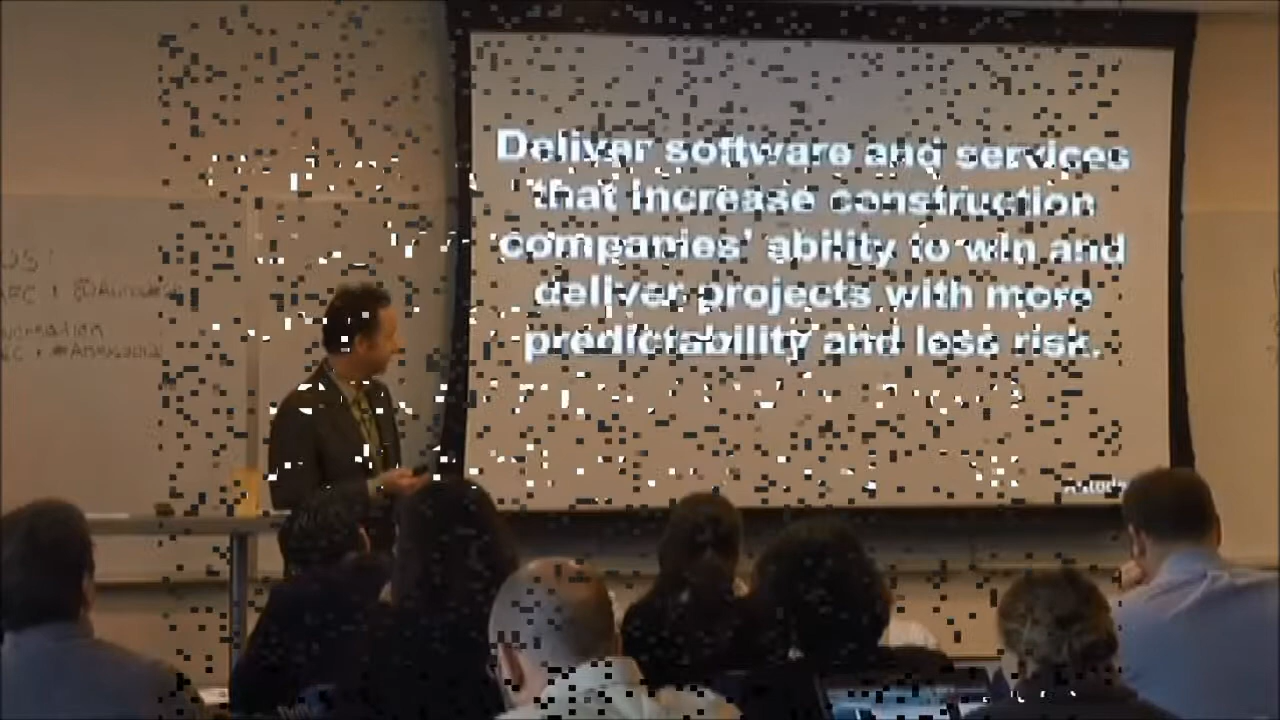 Deliver software and services
that increase construction
companies' ability to win and
deliver projects with more
predictability and less risk.